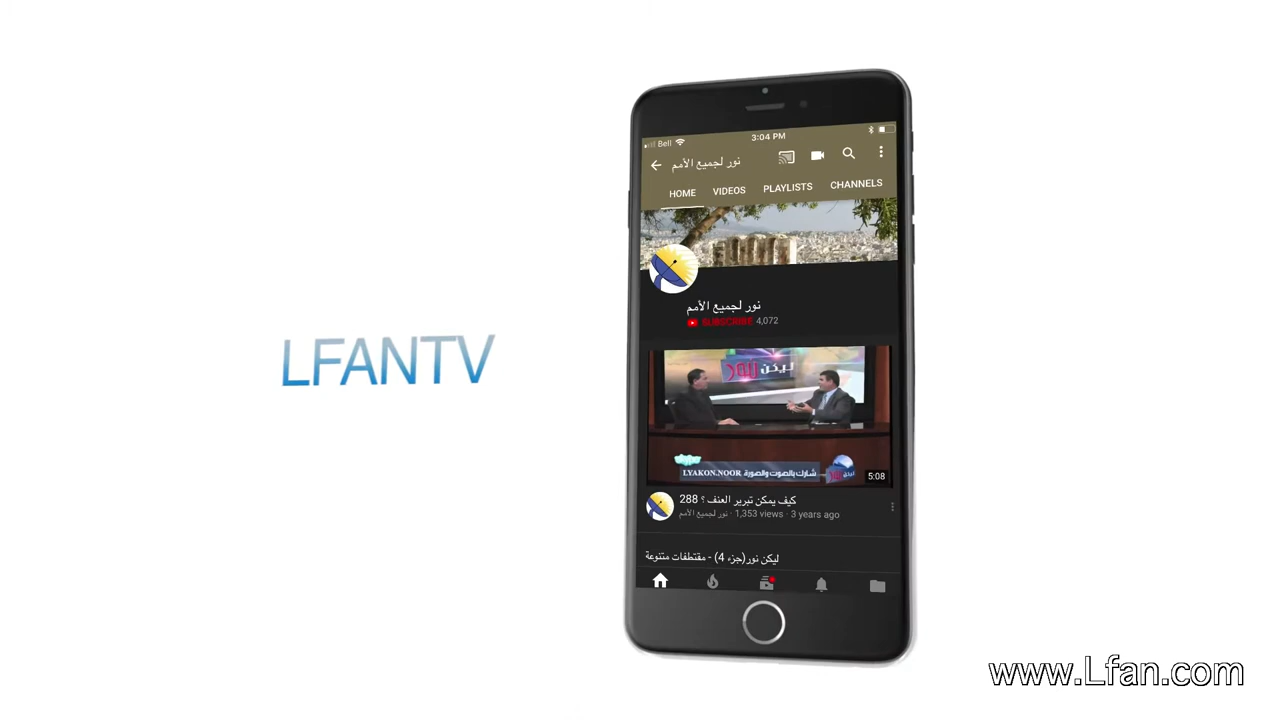 LFANTV
Bell 3:04 PM
نور لجميع الأمم
HOME VIDEOS PLAYLISTS CHANNELS
نور لجميع الأمم
SUBSCRIBE 4,072
ليكن نور
LYAKON.NOOR شارك بالصوت والصورة
5:08
كيف يمكن تبرير العنف ؟ 288
نور لجميع الأمم · 1,353 views · 3 years ago
ليكن نور(جزء 4) - مقتطفات متنوعة
www.Lfan.com